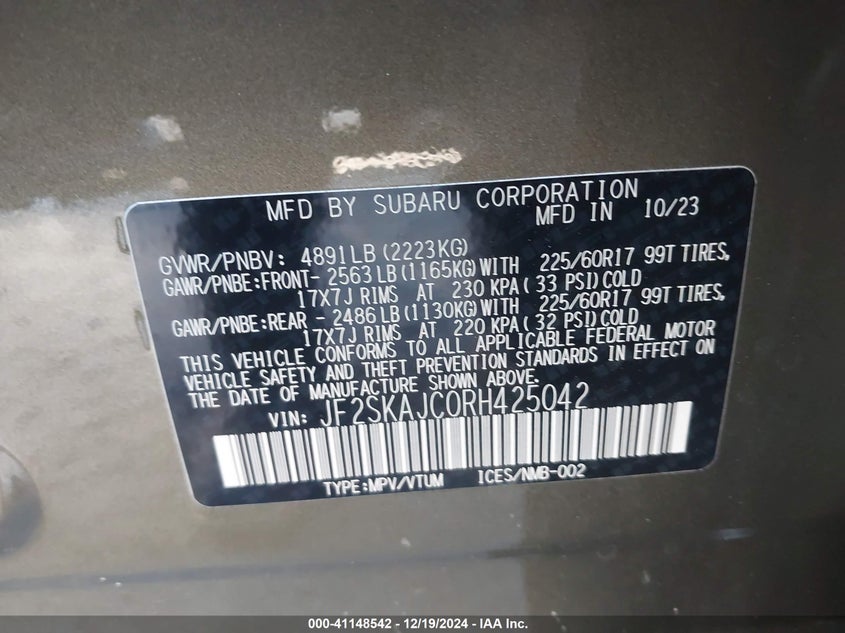 MFD BY SUBARU CORPORATION
MFD IN 10/23
GVWR/PNBV: 4891LB(2223KG)
GAWR/PNBE:FRONT- 2563LB(1165KG)WITH 225/60R17 99T TIRES,
17X7J RIMS AT 230 KPA( 33 PSI)COLD
GAWR/PNBE:REAR - 2486LB(1130KG)WITH 225/60R17 99T TIRES,
17X7J RIMS AT 220 KPA( 32 PSI)COLD
THIS VEHICLE CONFORMS TO ALL APPLICABLE FEDERAL MOTOR
VEHICLE SAFETY AND THEFT PREVENTION STANDARDS IN EFFECT ON
THE DATE OF MANUFACTURE SHOWN ABOVE.
VIN: JF2SKAJC0RH425042
TYPE:MPV/VTUM ICES/NMB-002
000-41148542 - 12/19/2024 - IAA Inc.